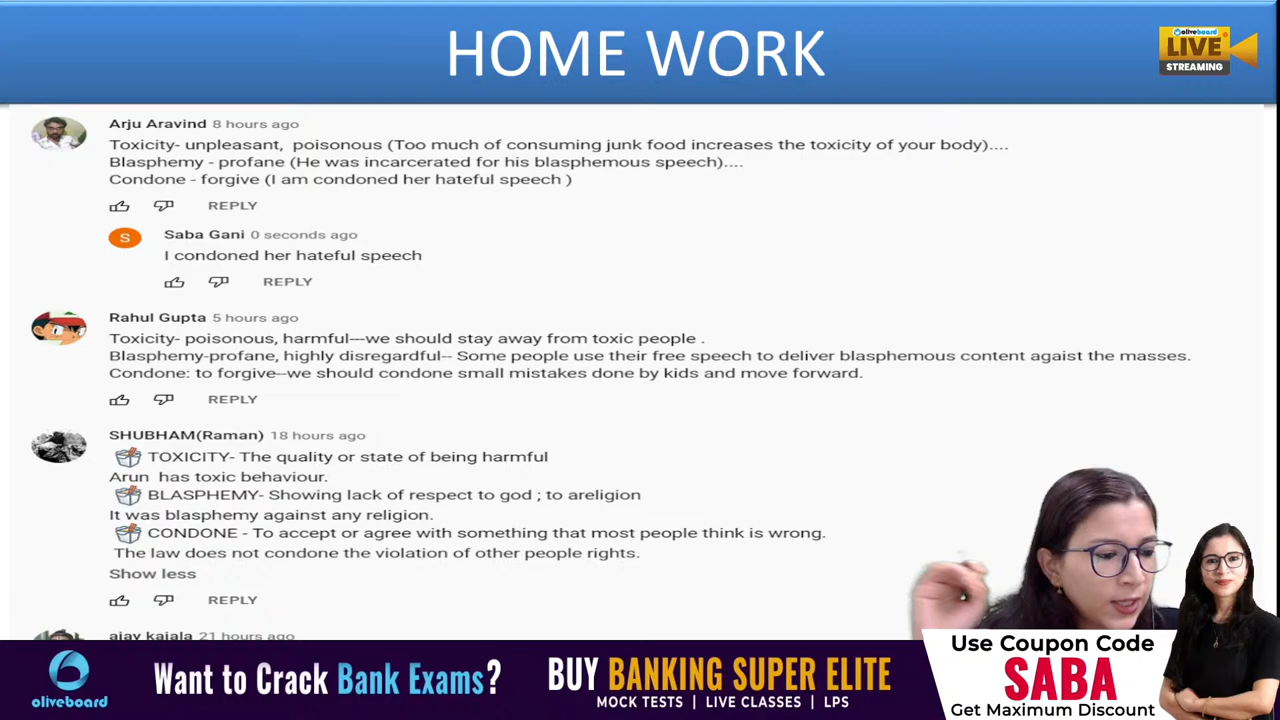 HOME WORK
oliveboard
LIVE
STREAMING
Arju Aravind 8 hours ago
Toxicity- unpleasant,  poisonous (Too much of consuming junk food increases the toxicity of your body)....
Blasphemy - profane (He was incarcerated for his blasphemous speech)....
Condone - forgive (I am condoned her hateful speech )
REPLY
S
Saba Gani 0 seconds ago
I condoned her hateful speech
REPLY
Rahul Gupta 5 hours ago
Toxicity- poisonous, harmful---we should stay away from toxic people .
Blasphemy-profane, highly disregardful-- Some people use their free speech to deliver blasphemous content agaist the masses.
Condone: to forgive--we should condone small mistakes done by kids and move forward.
REPLY
SHUBHAM(Raman) 18 hours ago
TOXICITY- The quality or state of being harmful
Arun  has toxic behaviour.
BLASPHEMY- Showing lack of respect to god ; to areligion
It was blasphemy against any religion.
CONDONE - To accept or agree with something that most people think is wrong.
The law does not condone the violation of other people rights.
Show less
REPLY
ajay kajala 21 hours ago
oliveboard
Want to Crack Bank Exams?
BUY BANKING SUPER ELITE
MOCK TESTS | LIVE CLASSES | LPS
Use Coupon Code
SABA
Get Maximum Discount